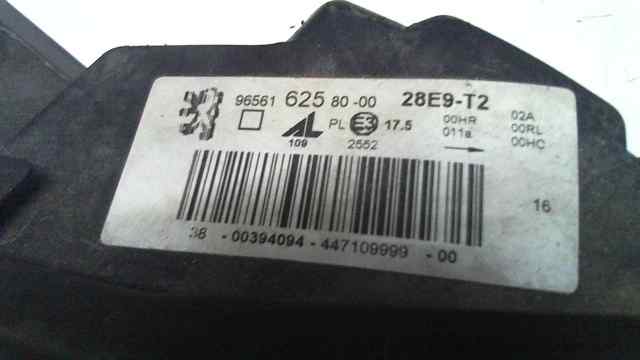 96561 625 80-00 28E9-T2
AL PL E3 17.5 00HR 02A
109 2552 011a 00RL
00HC
16
38 - 00394094 - 447109999 - 00